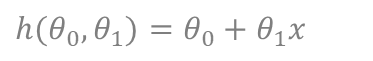 h(θ₀, θ₁) = θ₀ + θ₁x